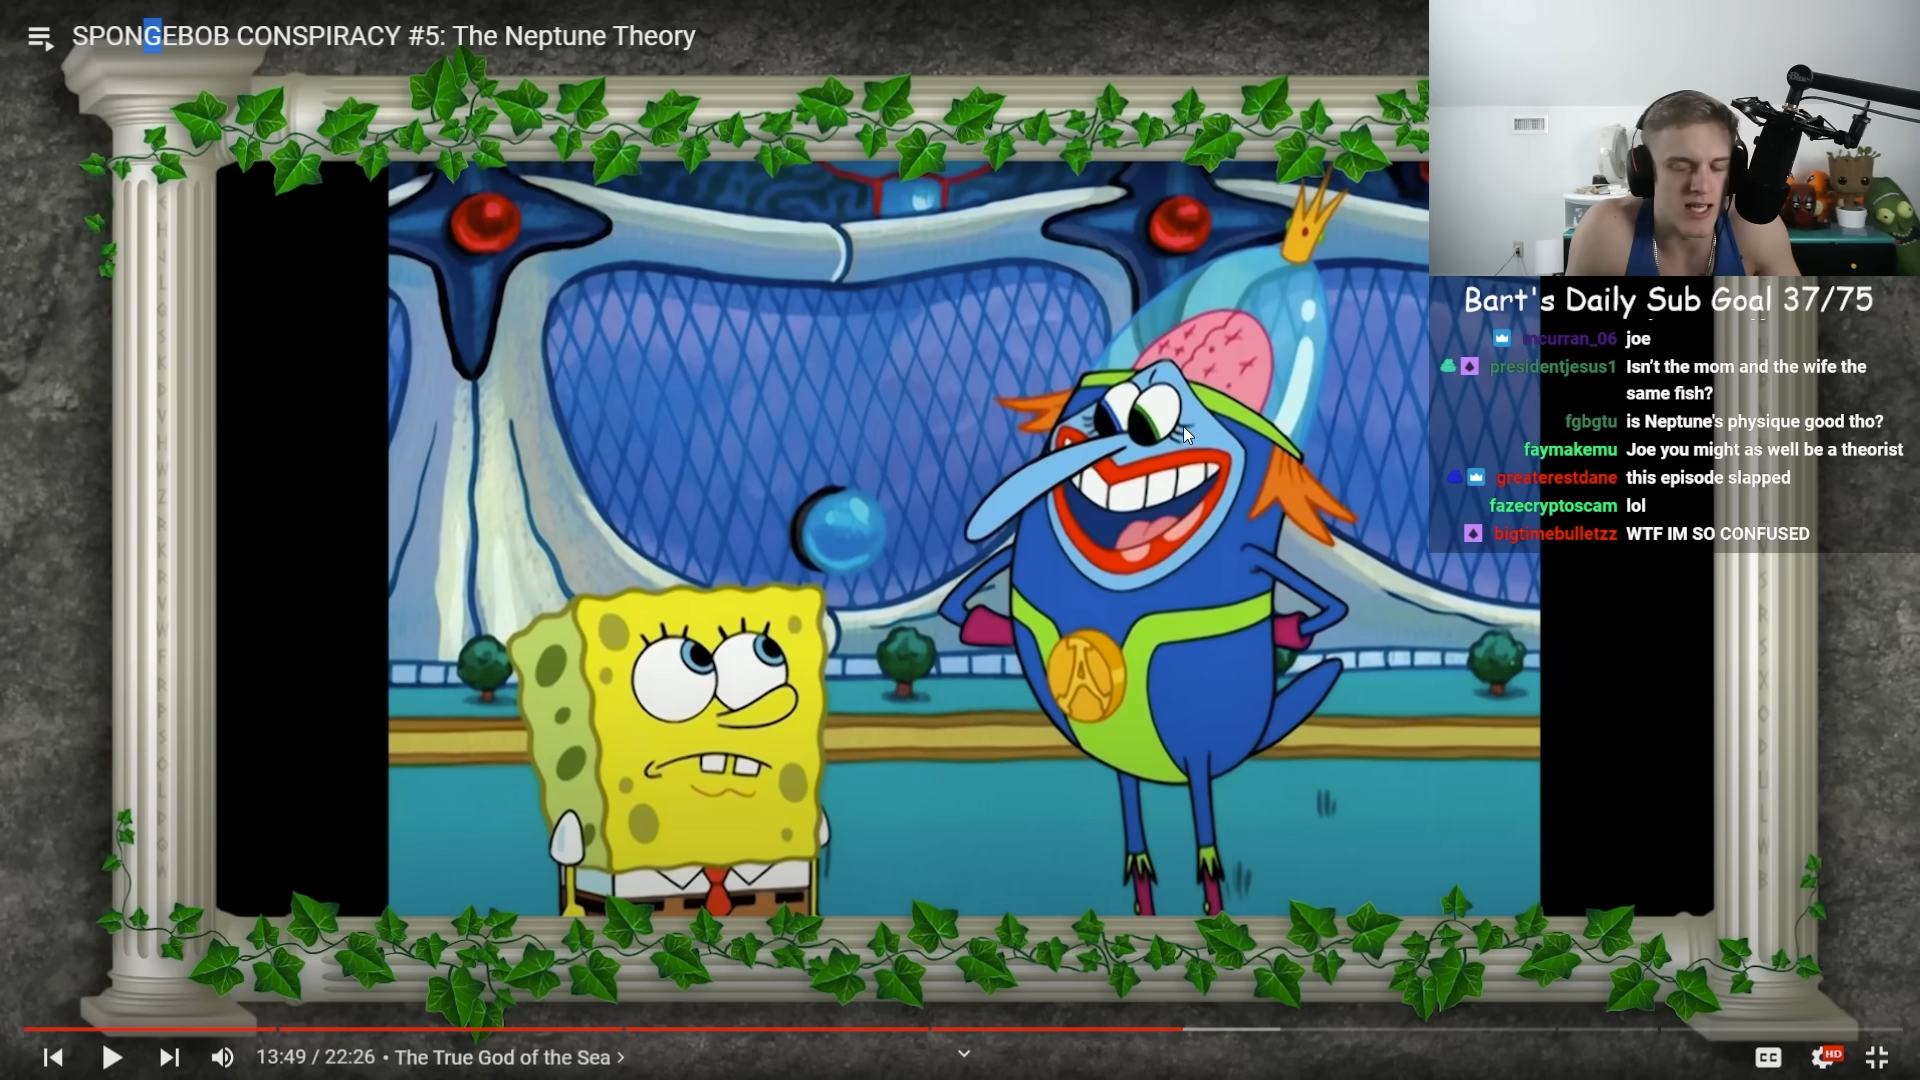 SPONGEBOB CONSPIRACY #5: The Neptune Theory
Bart's Daily Sub Goal 37/75
incurran_06 joe
presidentjesus1 Isn't the mom and the wife the
same fish?
fgbgtu is Neptune's physique good tho?
faymakemu Joe you might as well be a theorist
greaterestdane this episode slapped
fazecryptoscam lol
bigtimebulletzz WTF IM SO CONFUSED
A
13:49 / 22:26 • The True God of the Sea >
CC
HD